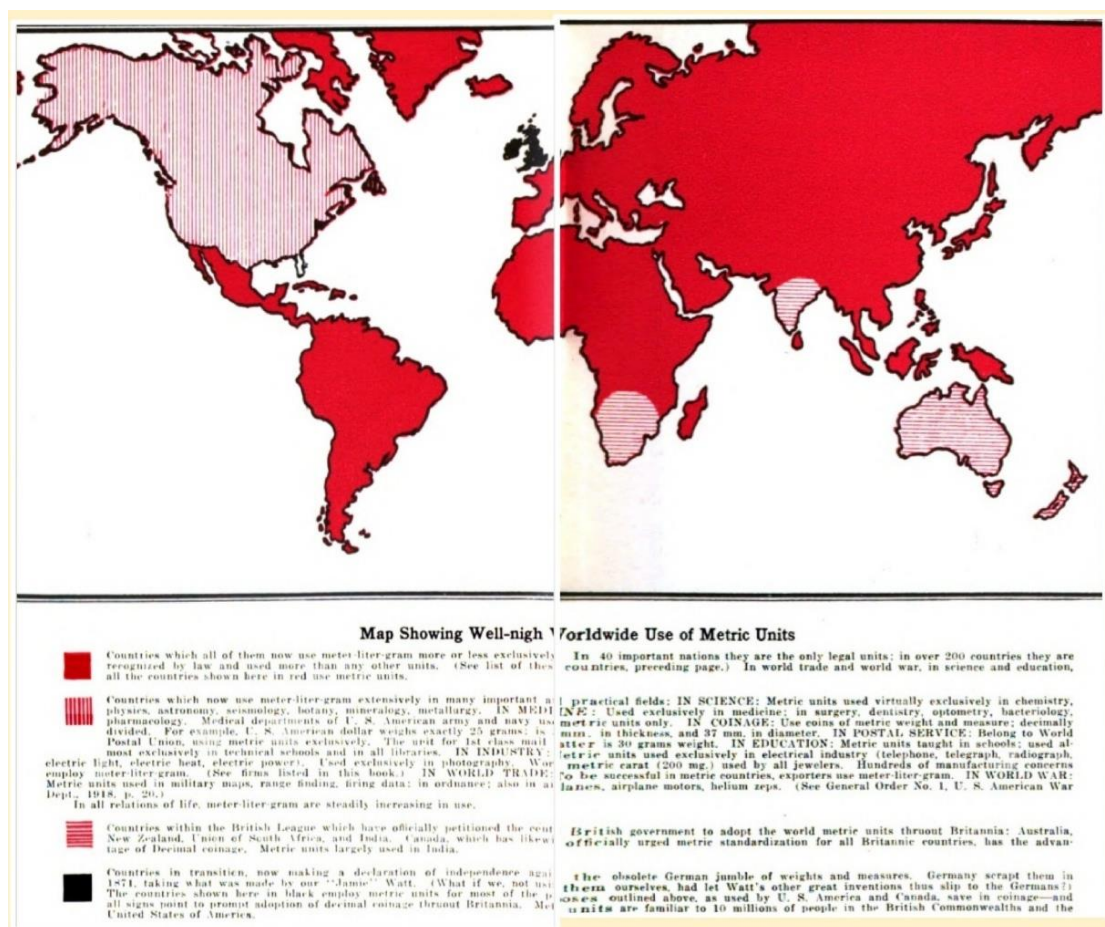 Map Showing Well-nigh Worldwide Use of Metric Units
Countries which all of them now use meter-liter-gram more or less exclusively In 40 important nations they are the only legal units; in over 200 countries they are
recognized by law and used more than any other units. (See list of thes countries, preceding page.) In world trade and world war, in science and education,
all the countries shown here in red use metric units.
Countries which now use meter-liter-gram extensively in many important a l practical fields: IN SCIENCE: Metric units used virtually exclusively in chemistry,
physics, astronomy, seismology, botany, mineralogy, metallurgy. IN MEDI INE: Used exclusively in medicine; in surgery, dentistry, optometry, bacteriology,
pharmacology. Medical departments of U. S. American army and navy use metric units only. IN COINAGE: Use coins of metric weight and measure; decimally
divided. For example, U. S. American dollar weighs exactly 25 grams; is mm. in thickness, and 37 mm. in diameter. IN POSTAL SERVICE: Belong to World
Postal Union, using metric units exclusively. The unit for 1st class mail atter is 30 grams weight. IN EDUCATION: Metric units taught in schools; used al-
most exclusively in technical schools and in all libraries. IN INDUSTRY: etric units used exclusively in electrical industry (telephone, telegraph, radiograph,
electric light, electric heat, electric power). Used exclusively in photography. Wor metric carat (200 mg.) used by all jewelers. Hundreds of manufacturing concerns
employ meter-liter-gram. (See firms listed in this book.) IN WORLD TRADE: To be successful in metric countries, exporters use meter-liter-gram. IN WORLD WAR:
Metric units used in military maps, range finding, firing data; in ordnance; also in ai lanes, airplane motors, helium zeps. (See General Order No. 1, U. S. American War
Dept., 1918, p. 20.)
In all relations of life, meter-liter-gram are steadily increasing in use.
Countries within the British League which have officially petitioned the cent British government to adopt the world metric units thruout Britannia: Australia,
New Zealand, Union of South Africa, and India. Canada, which has likewi officially urged metric standardization for all Britannic countries, has the advan-
tage of Decimal coinage. Metric units largely used in India.
Countries in transition, now making a declaration of independence agai the obsolete German jumble of weights and measures. Germany scrapt them in
1871, taking what was made by our "Jamie" Watt. (What if we, not usi them ourselves, had let Watt's other great inventions thus slip to the Germans?)
The countries shown here in black employ metric units for most of the p oses outlined above, as used by U. S. America and Canada, save in coinage—and
all signs point to prompt adoption of decimal coinage thruout Britannia. Met units are familiar to 10 millions of people in the British Commonwealths and the
United States of America.